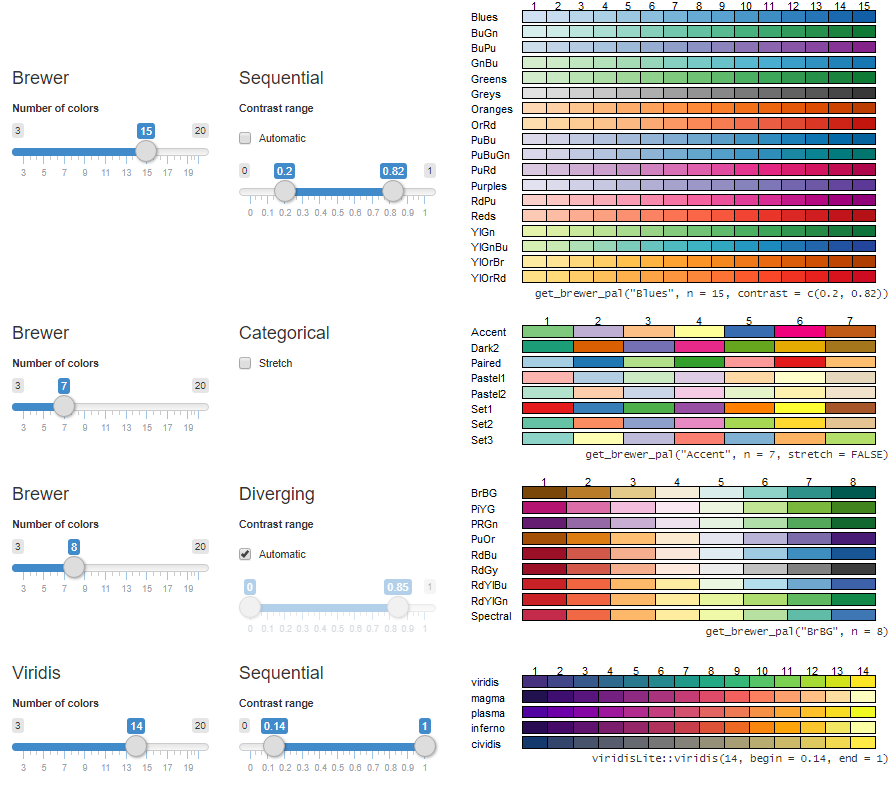 Brewer
Number of colors
3 15 20
3 5 7 9 11 13 15 17 19
Sequential
Contrast range
Automatic
0 0.2 0.82 1
0 0.1 0.2 0.3 0.4 0.5 0.6 0.7 0.8 0.9 1
1 2 3 4 5 6 7 8 9 10 11 12 13 14 15
Blues
BuGn
BuPu
GnBu
Greens
Greys
Oranges
OrRd
PuBu
PuBuGn
PuRd
Purples
RdPu
Reds
YlGn
YlGnBu
YlOrBr
YlOrRd
get_brewer_pal("Blues", n = 15, contrast = c(0.2, 0.82))
Brewer
Number of colors
3 7 20
3 5 7 9 11 13 15 17 19
Categorical
Stretch
1 2 3 4 5 6 7
Accent
Dark2
Paired
Pastel1
Pastel2
Set1
Set2
Set3
get_brewer_pal("Accent", n = 7, stretch = FALSE)
Brewer
Number of colors
3 8 20
3 5 7 9 11 13 15 17 19
Diverging
Contrast range
Automatic
0 0.85 1
0 0.1 0.2 0.3 0.4 0.5 0.6 0.7 0.8 0.9 1
1 2 3 4 5 6 7 8
BrBG
PiYG
PRGn
PuOr
RdBu
RdGy
RdYlBu
RdYlGn
Spectral
get_brewer_pal("BrBG", n = 8)
Viridis
Number of colors
3 14 20
3 5 7 9 11 13 15 17 19
Sequential
Contrast range
0 0.14 1
0 0.1 0.2 0.3 0.4 0.5 0.6 0.7 0.8 0.9 1
1 2 3 4 5 6 7 8 9 10 11 12 13 14
viridis
magma
plasma
inferno
cividis
viridisLite::viridis(14, begin = 0.14, end = 1)